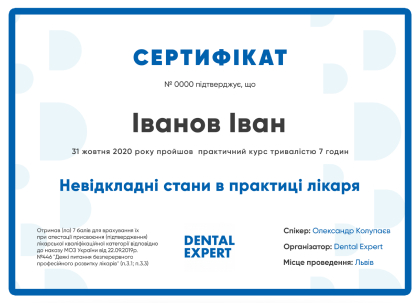 СЕРТИФІКАТ
№ 0000 підтверджує, що
Іванов Іван
31 жовтня 2020 року пройшов практичний курс тривалістю 7 годин
Невідкладні стани в практиці лікаря
Отримав (ла) 7 балів для врахування їх
при атестації присвоєння (підтвердження)
лікарської кваліфікаційної категорії відповідно
до наказу МОЗ України від 22.09.2019р.
№446 "Деякі питання безперервного
професійного розвитку лікарів" (п.3.1; п.3.3)
DENTAL
EXPERT
Спікер: Олександр Колупаєв
Організатор: Dental Expert
Місце проведення: Львів